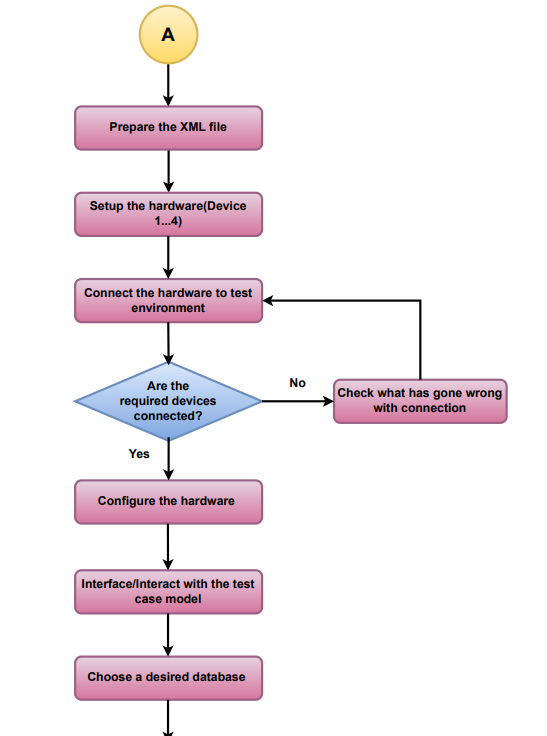 A
Prepare the XML file
Setup the hardware(Device
1...4)
Connect the hardware to test
environment
Are the
required devices
connected?
No
Check what has gone wrong
with connection
Yes
Configure the hardware
Interface/Interact with the test
case model
Choose a desired database